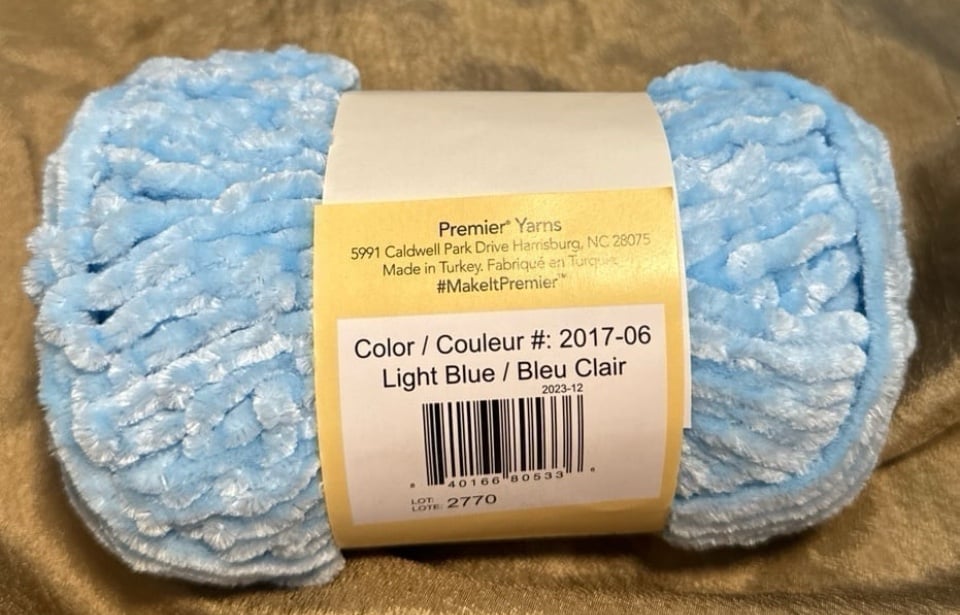 Premier® Yarns
5991 Caldwell Park Drive Harrisburg, NC 28075
Made in Turkey. Fabriqué en Turquie.
#MakeItPremier™
Color / Couleur #: 2017-06
Light Blue / Bleu Clair
2023-12
40166 80533
LOT:
LOTE: 2770